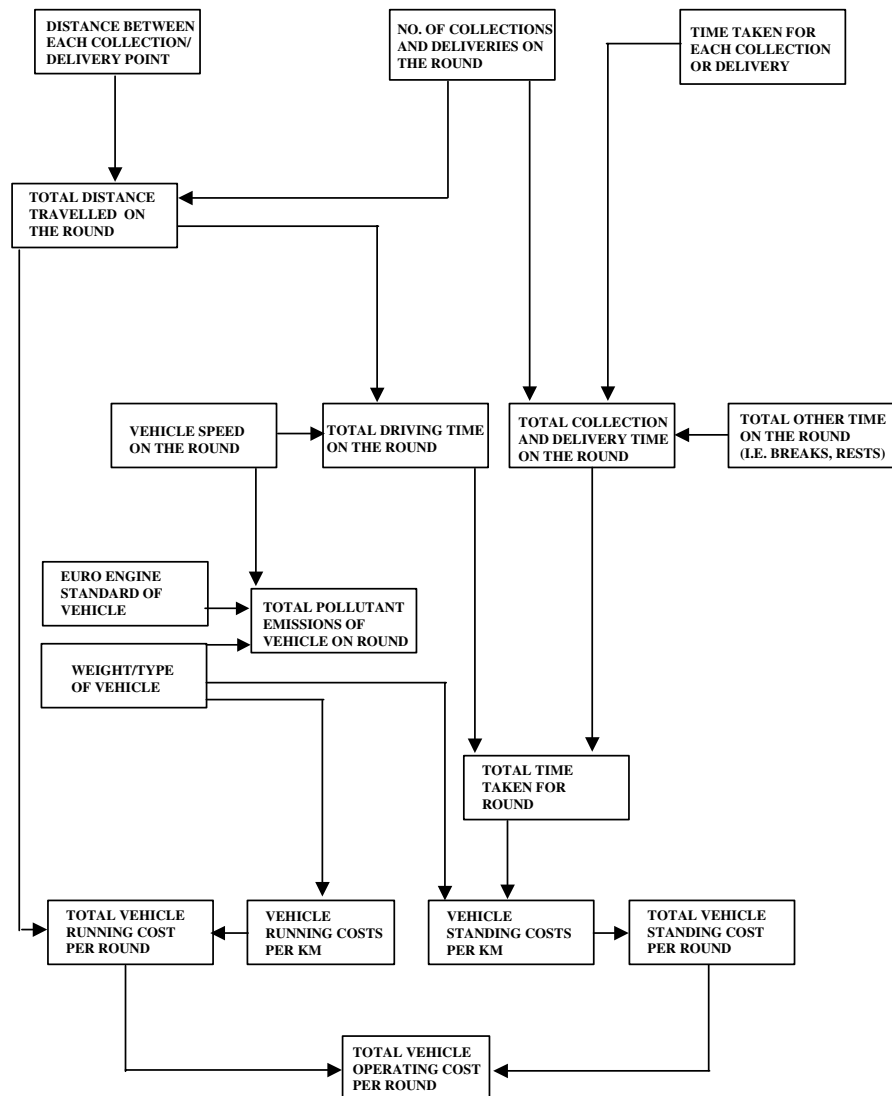 DISTANCE BETWEEN
EACH COLLECTION/
DELIVERY POINT
NO. OF COLLECTIONS
AND DELIVERIES ON
THE ROUND
TIME TAKEN FOR
EACH COLLECTION
OR DELIVERY
TOTAL DISTANCE
TRAVELLED ON
THE ROUND
VEHICLE SPEED
ON THE ROUND
TOTAL DRIVING TIME
ON THE ROUND
TOTAL COLLECTION
AND DELIVERY TIME
ON THE ROUND
TOTAL OTHER TIME
ON THE ROUND
(I.E. BREAKS, RESTS)
EURO ENGINE
STANDARD OF
VEHICLE
TOTAL POLLUTANT
EMISSIONS OF
VEHICLE ON ROUND
WEIGHT/TYPE
OF VEHICLE
TOTAL TIME
TAKEN FOR
ROUND
TOTAL VEHICLE
RUNNING COST
PER ROUND
VEHICLE
RUNNING COSTS
PER KM
VEHICLE
STANDING COSTS
PER KM
TOTAL VEHICLE
STANDING COST
PER ROUND
TOTAL VEHICLE
OPERATING COST
PER ROUND